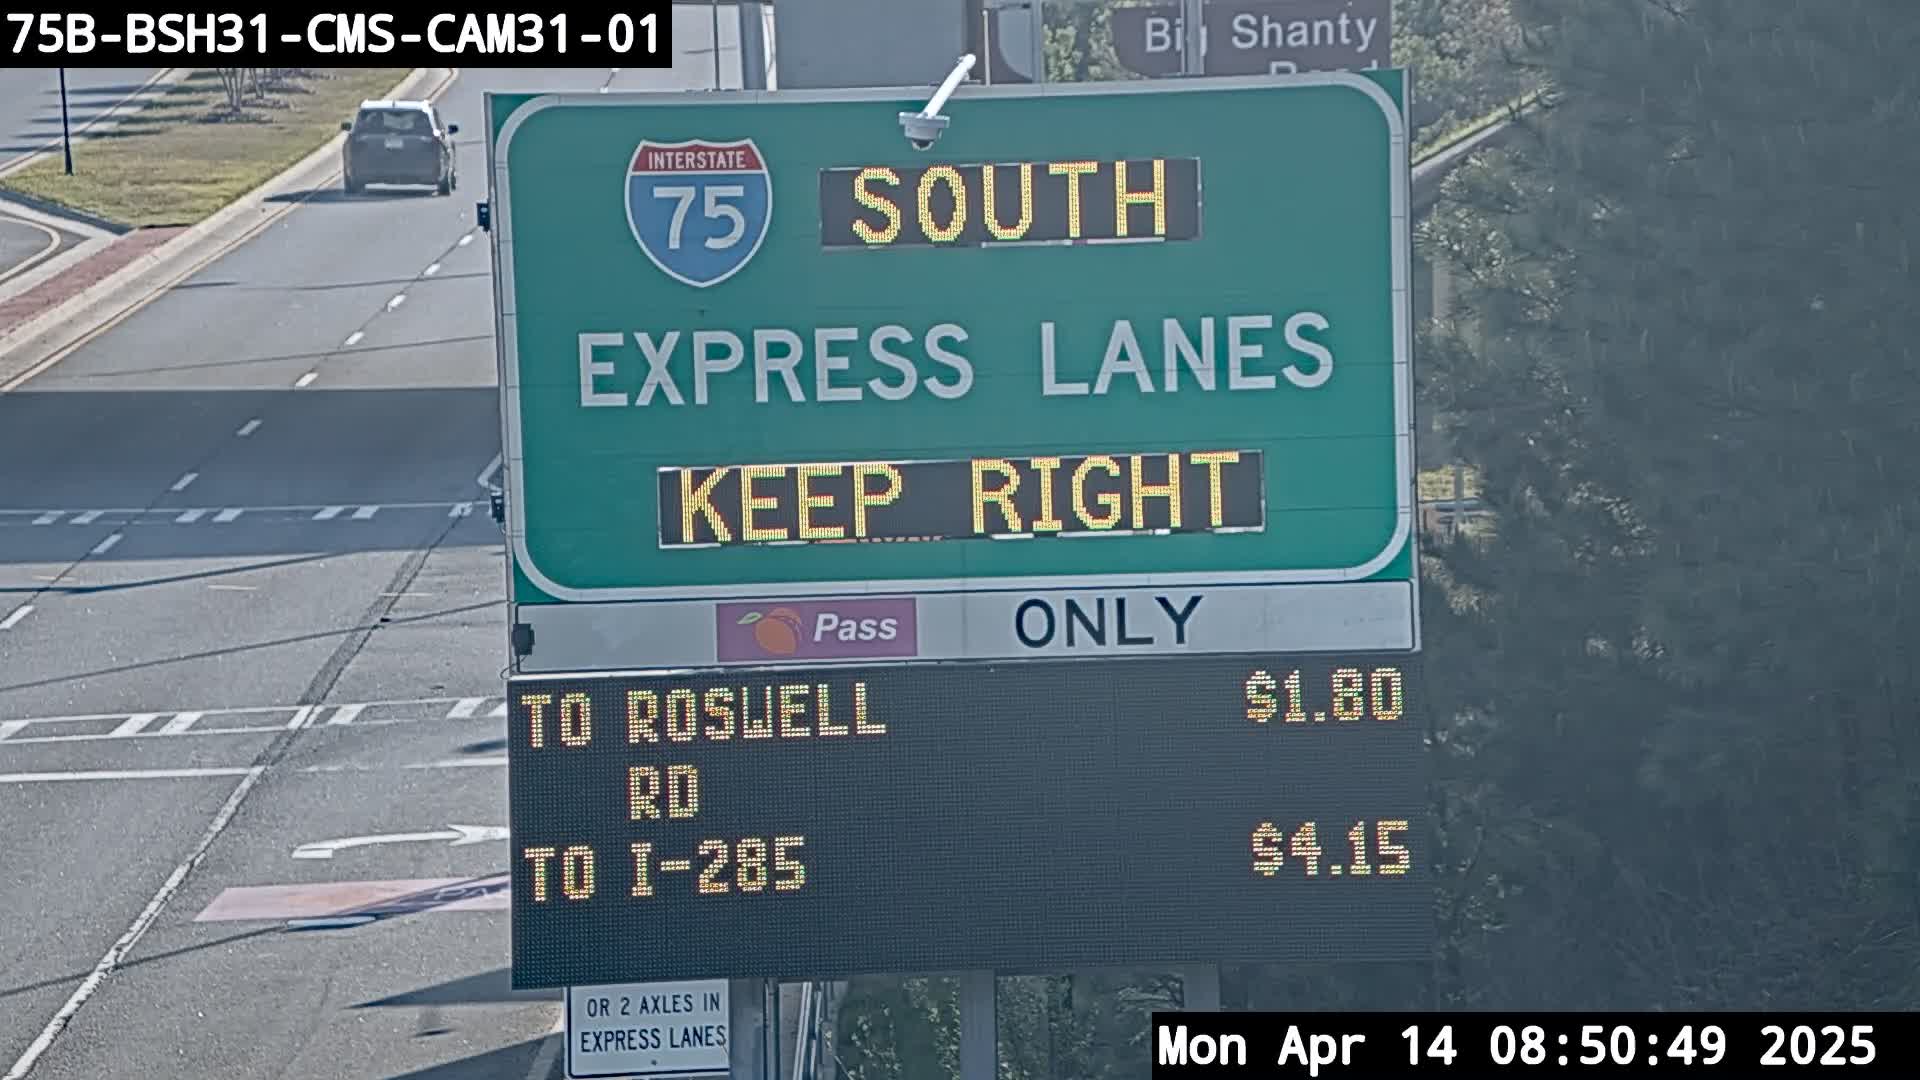 75B-BSH31-CMS-CAM31-01
Big Shanty
Road
INTERSTATE
75
SOUTH
EXPRESS LANES
KEEP RIGHT
Pass ONLY
TO ROSWELL $1.80
RD
TO I-285 $4.15
OR 2 AXLES IN
EXPRESS LANES
Mon Apr 14 08:50:49 2025